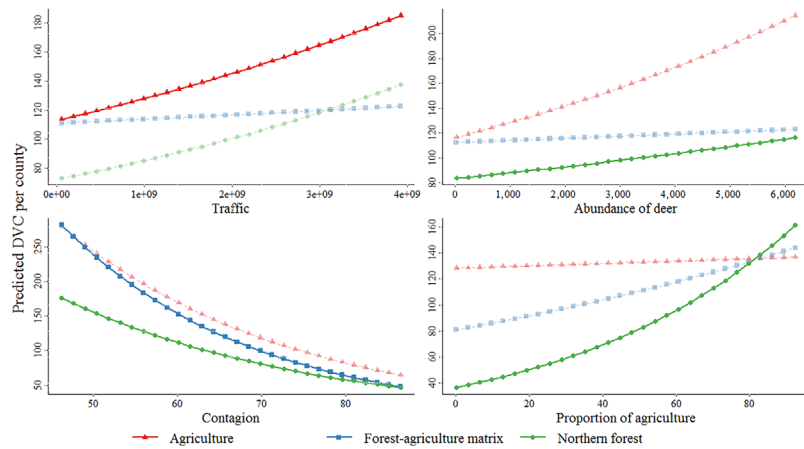 Predicted DVC per county
180
160
140
120
100
80
0e+00 1e+09 2e+09 3e+09 4e+09
Traffic
200
180
160
140
120
100
80
0 1,000 2,000 3,000 4,000 5,000 6,000
Abundance of deer
250
200
150
100
50
50 60 70 80
Contagion
160
140
120
100
80
60
40
0 20 40 60 80
Proportion of agriculture
Agriculture Forest-agriculture matrix Northern forest